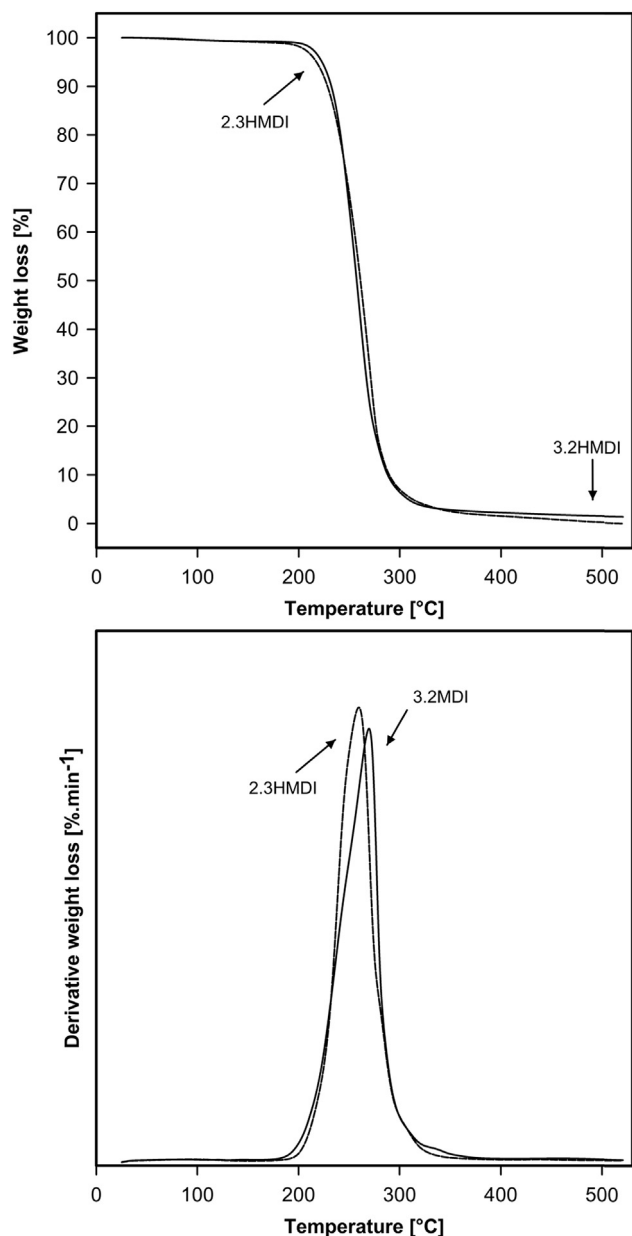 100
90
80
70
60
50
40
30
20
10
0
Weight loss [%]
2.3HMDI
3.2HMDI
0 100 200 300 400 500
Temperature [°C]
Derivative weight loss [%.min⁻¹]
3.2MDI
2.3HMDI
0 100 200 300 400 500
Temperature [°C]